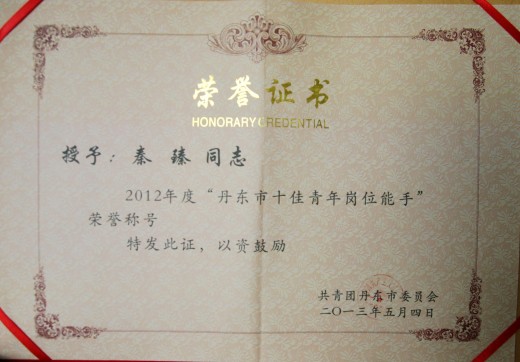 荣誉证书
HONORARY CREDENTIAL
授予：秦 臻 同志
2012年度“丹东市十佳青年岗位能手”
荣誉称号
特发此证，以资鼓励
共青团丹东市委员会
二〇一三年五月四日